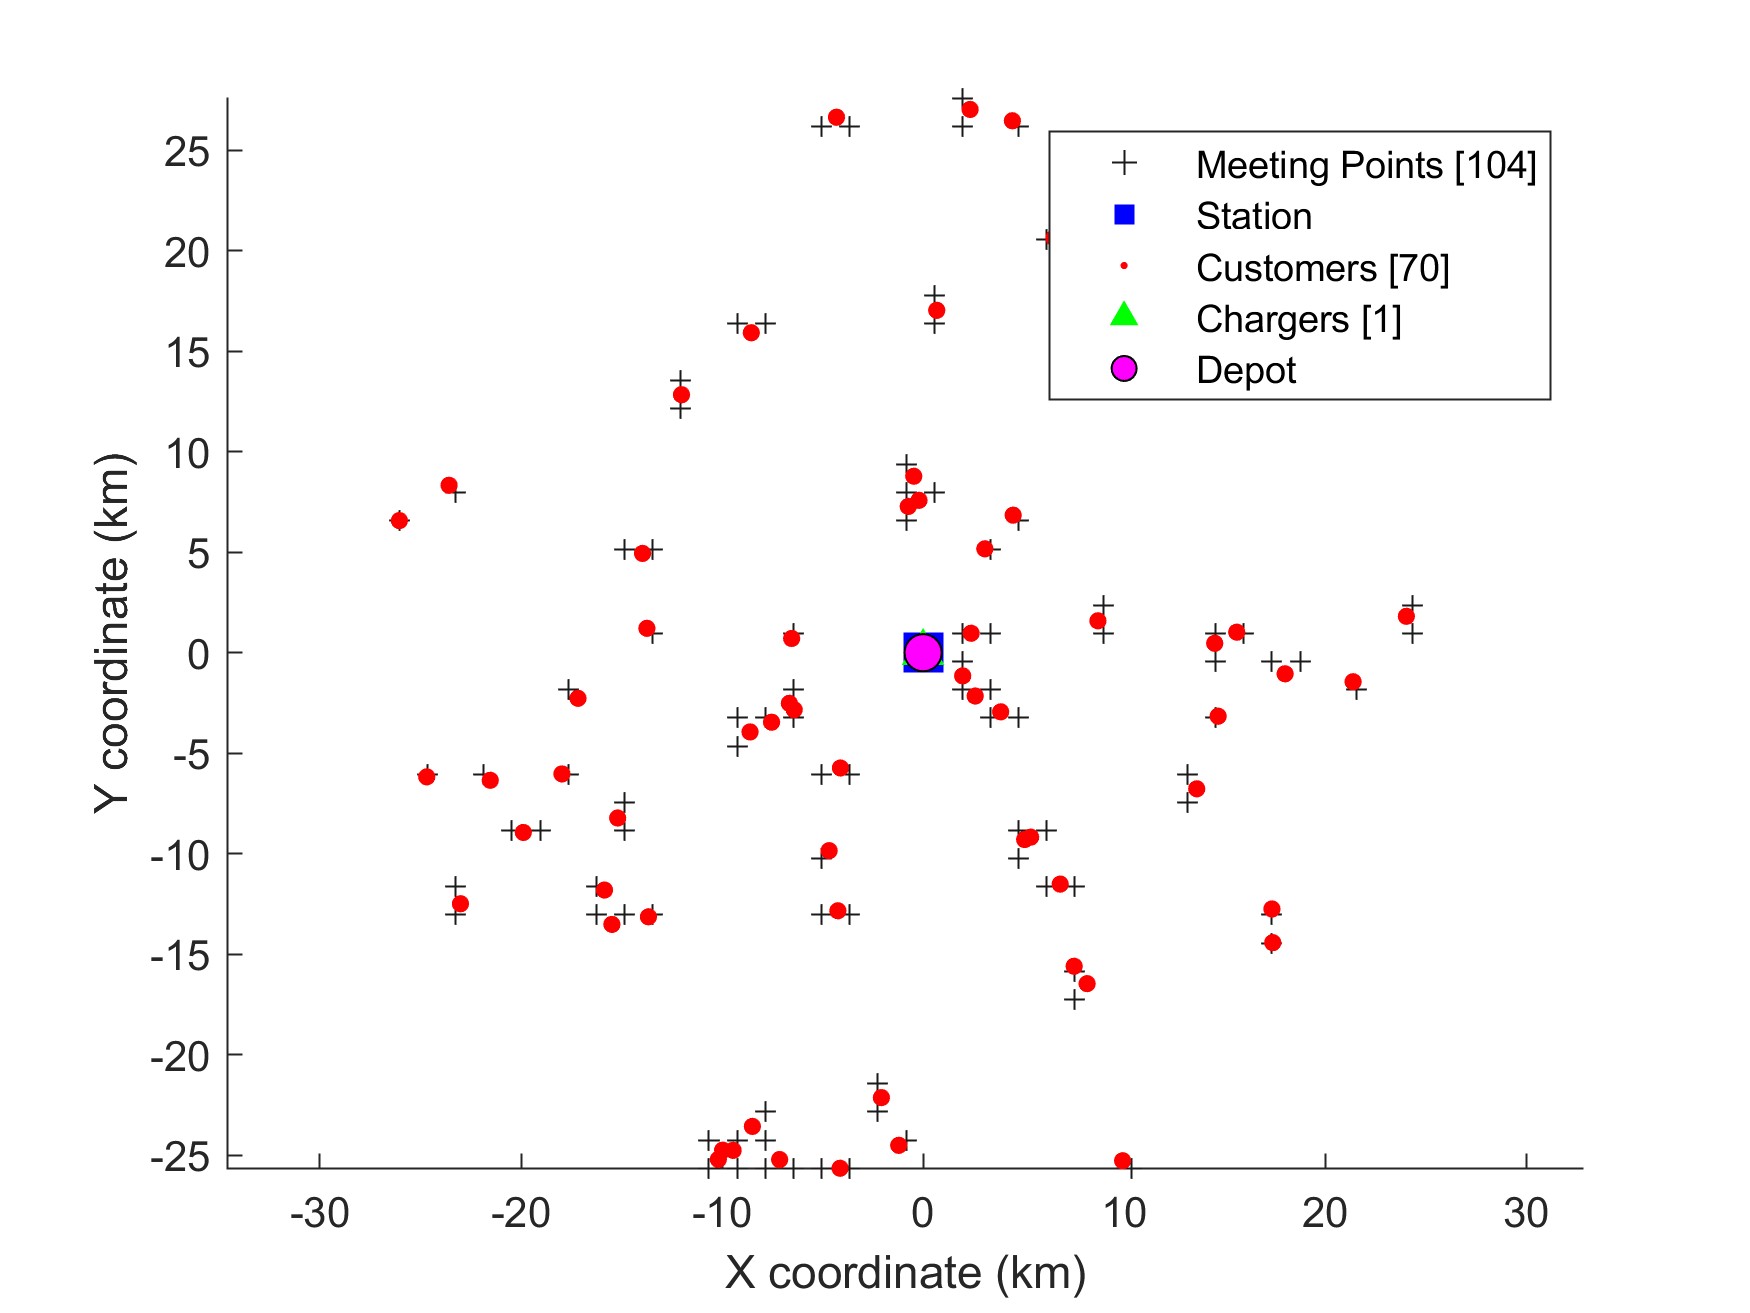 25
20
15
10
5
0
-5
-10
-15
-20
-25
Y coordinate (km)
Meeting Points [104]
Station
Customers [70]
Chargers [1]
Depot
-30
-20
-10
0
10
20
30
X coordinate (km)